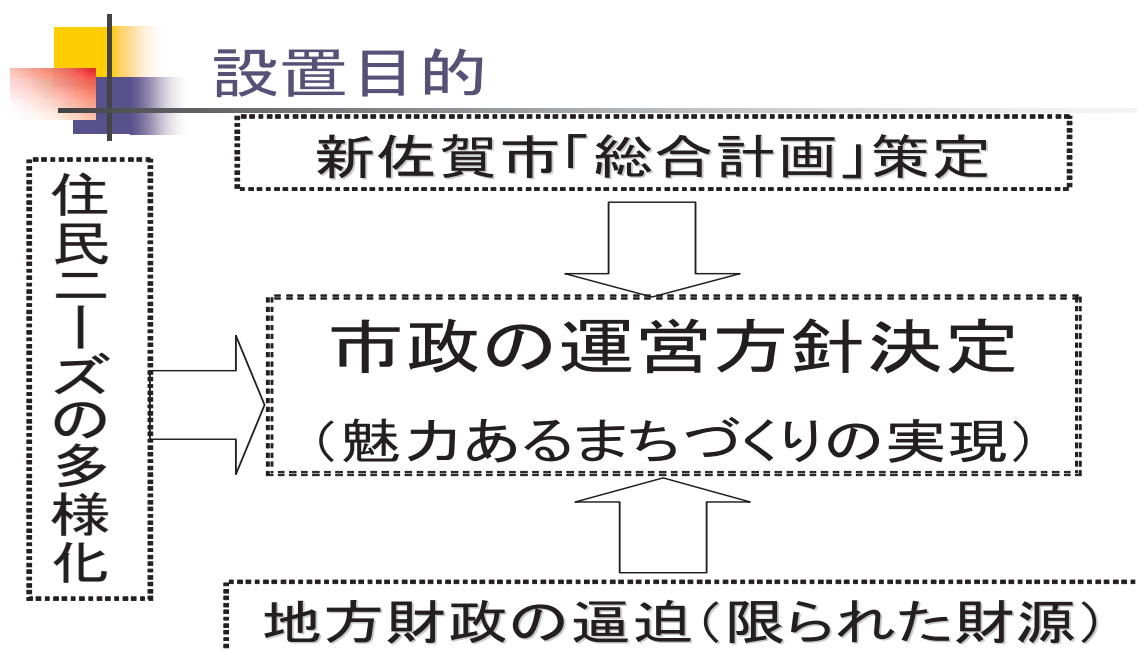 設置目的
新佐賀市「総合計画」策定
住民ニーズの多様化
市政の運営方針決定
（魅力あるまちづくりの実現）
地方財政の逼迫（限られた財源）